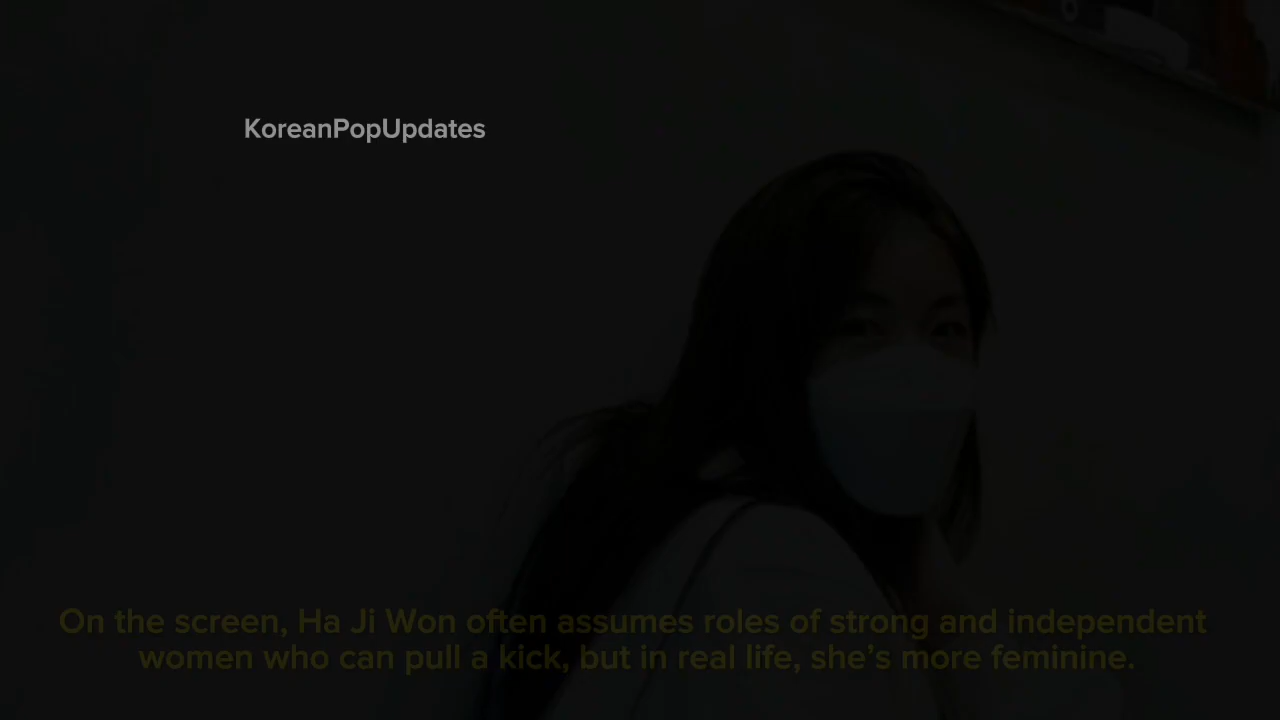 KoreanPopUpdates
On the screen, Ha Ji Won often assumes roles of strong and independent
women who can pull a kick, but in real life, she’s more feminine.